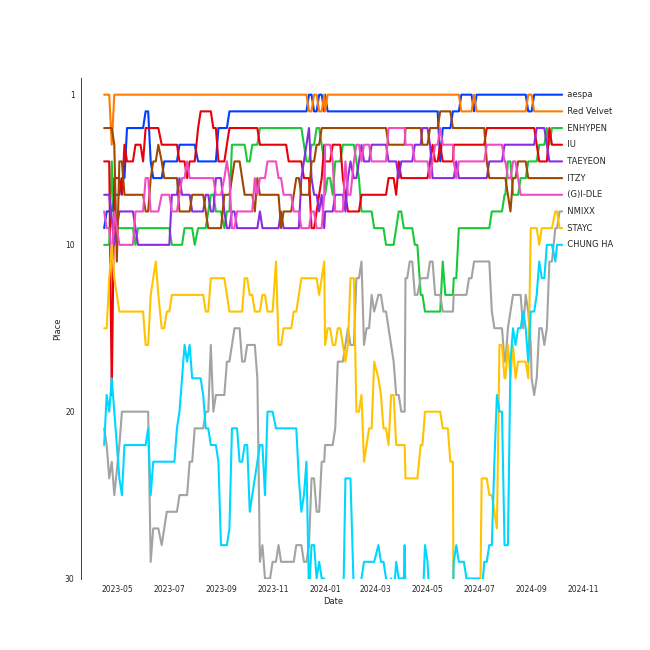 1
10
20
30
Place
aespa
Red Velvet
ENHYPEN
IU
TAEYEON
ITZY
(G)I-DLE
NMIXX
STAYC
CHUNG HA
2023-05
2023-07
2023-09
2023-11
2024-01
2024-03
2024-05
2024-07
2024-09
2024-11
Date